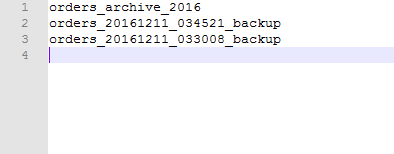 1 orders_archive_2016
2 orders_20161211_034521_backup
3 orders_20161211_033008_backup
4